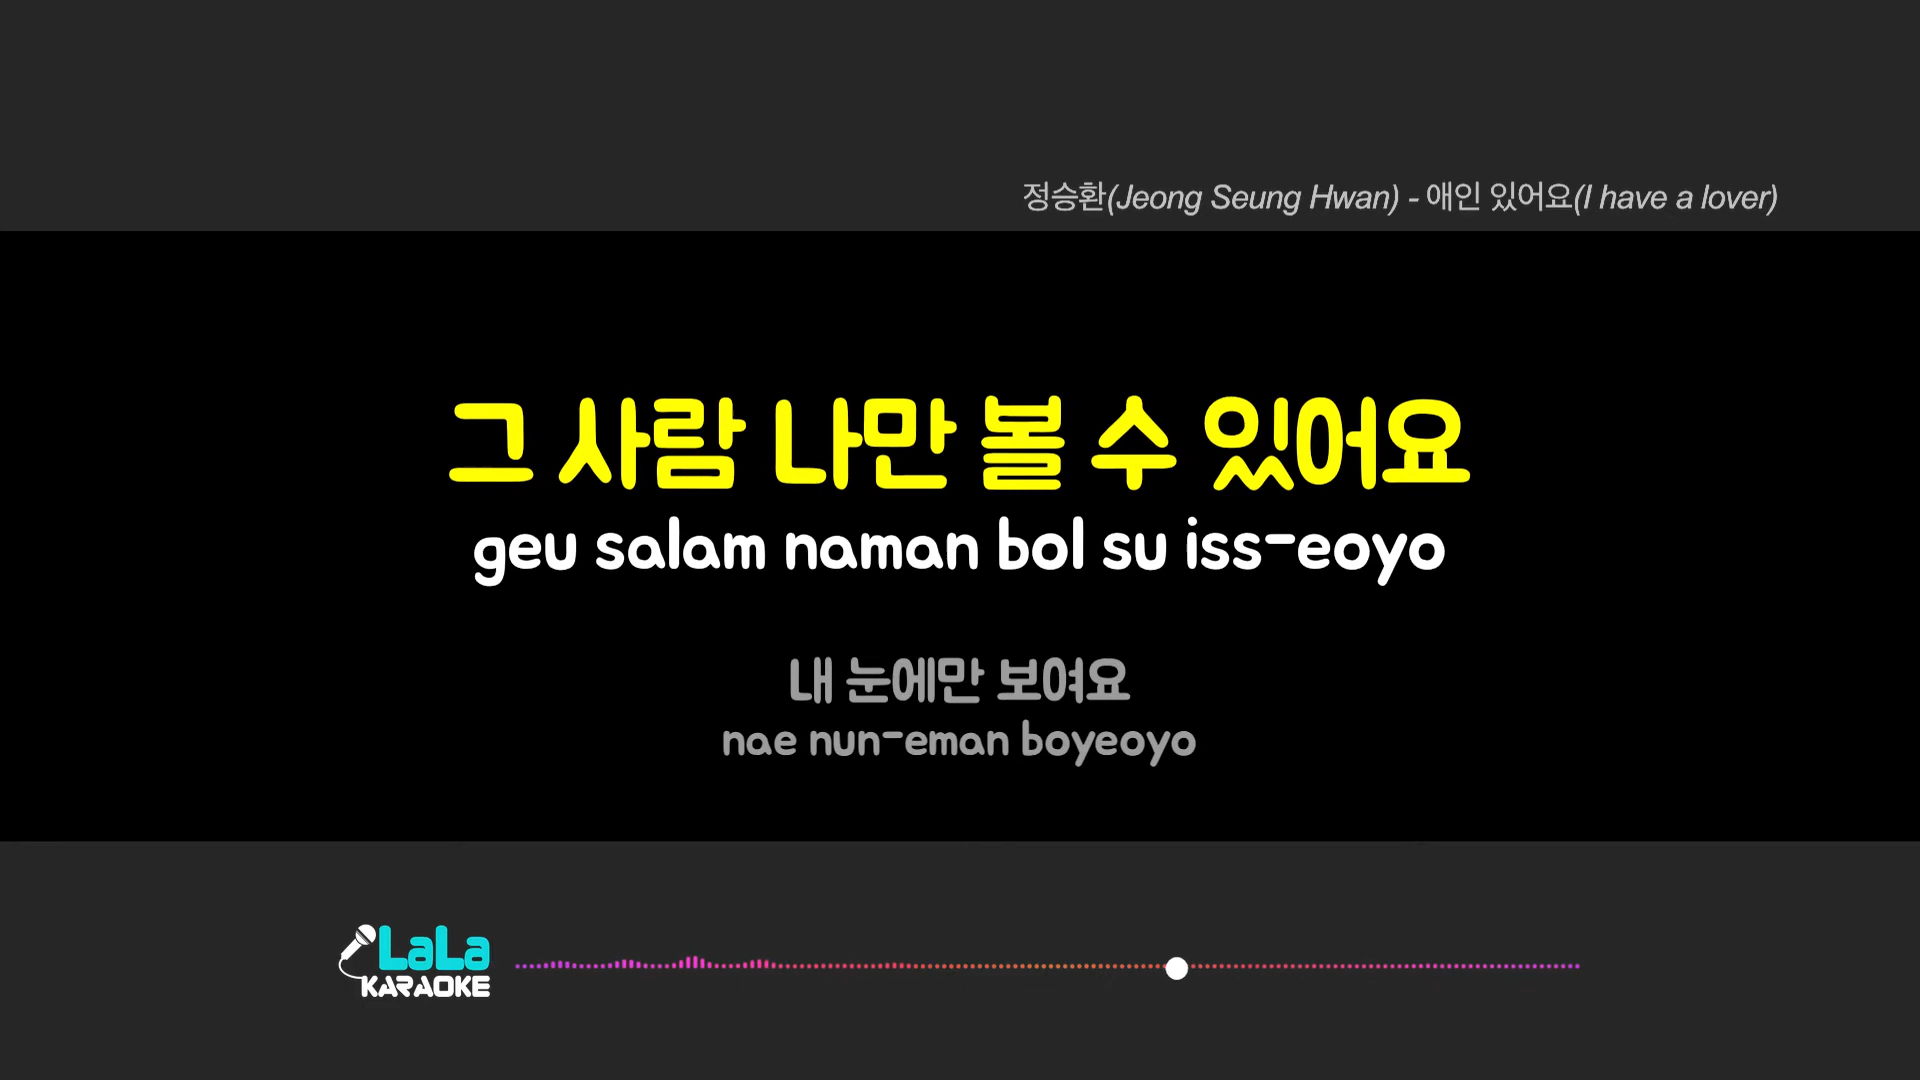 정승환(Jeong Seung Hwan) - 애인 있어요(I have a lover)
그 사람 나만 볼 수 있어요
geu salam naman bol su iss-eoyo
내 눈에만 보여요
nae nun-eman boyeoyo
LaLa
KARAOKE